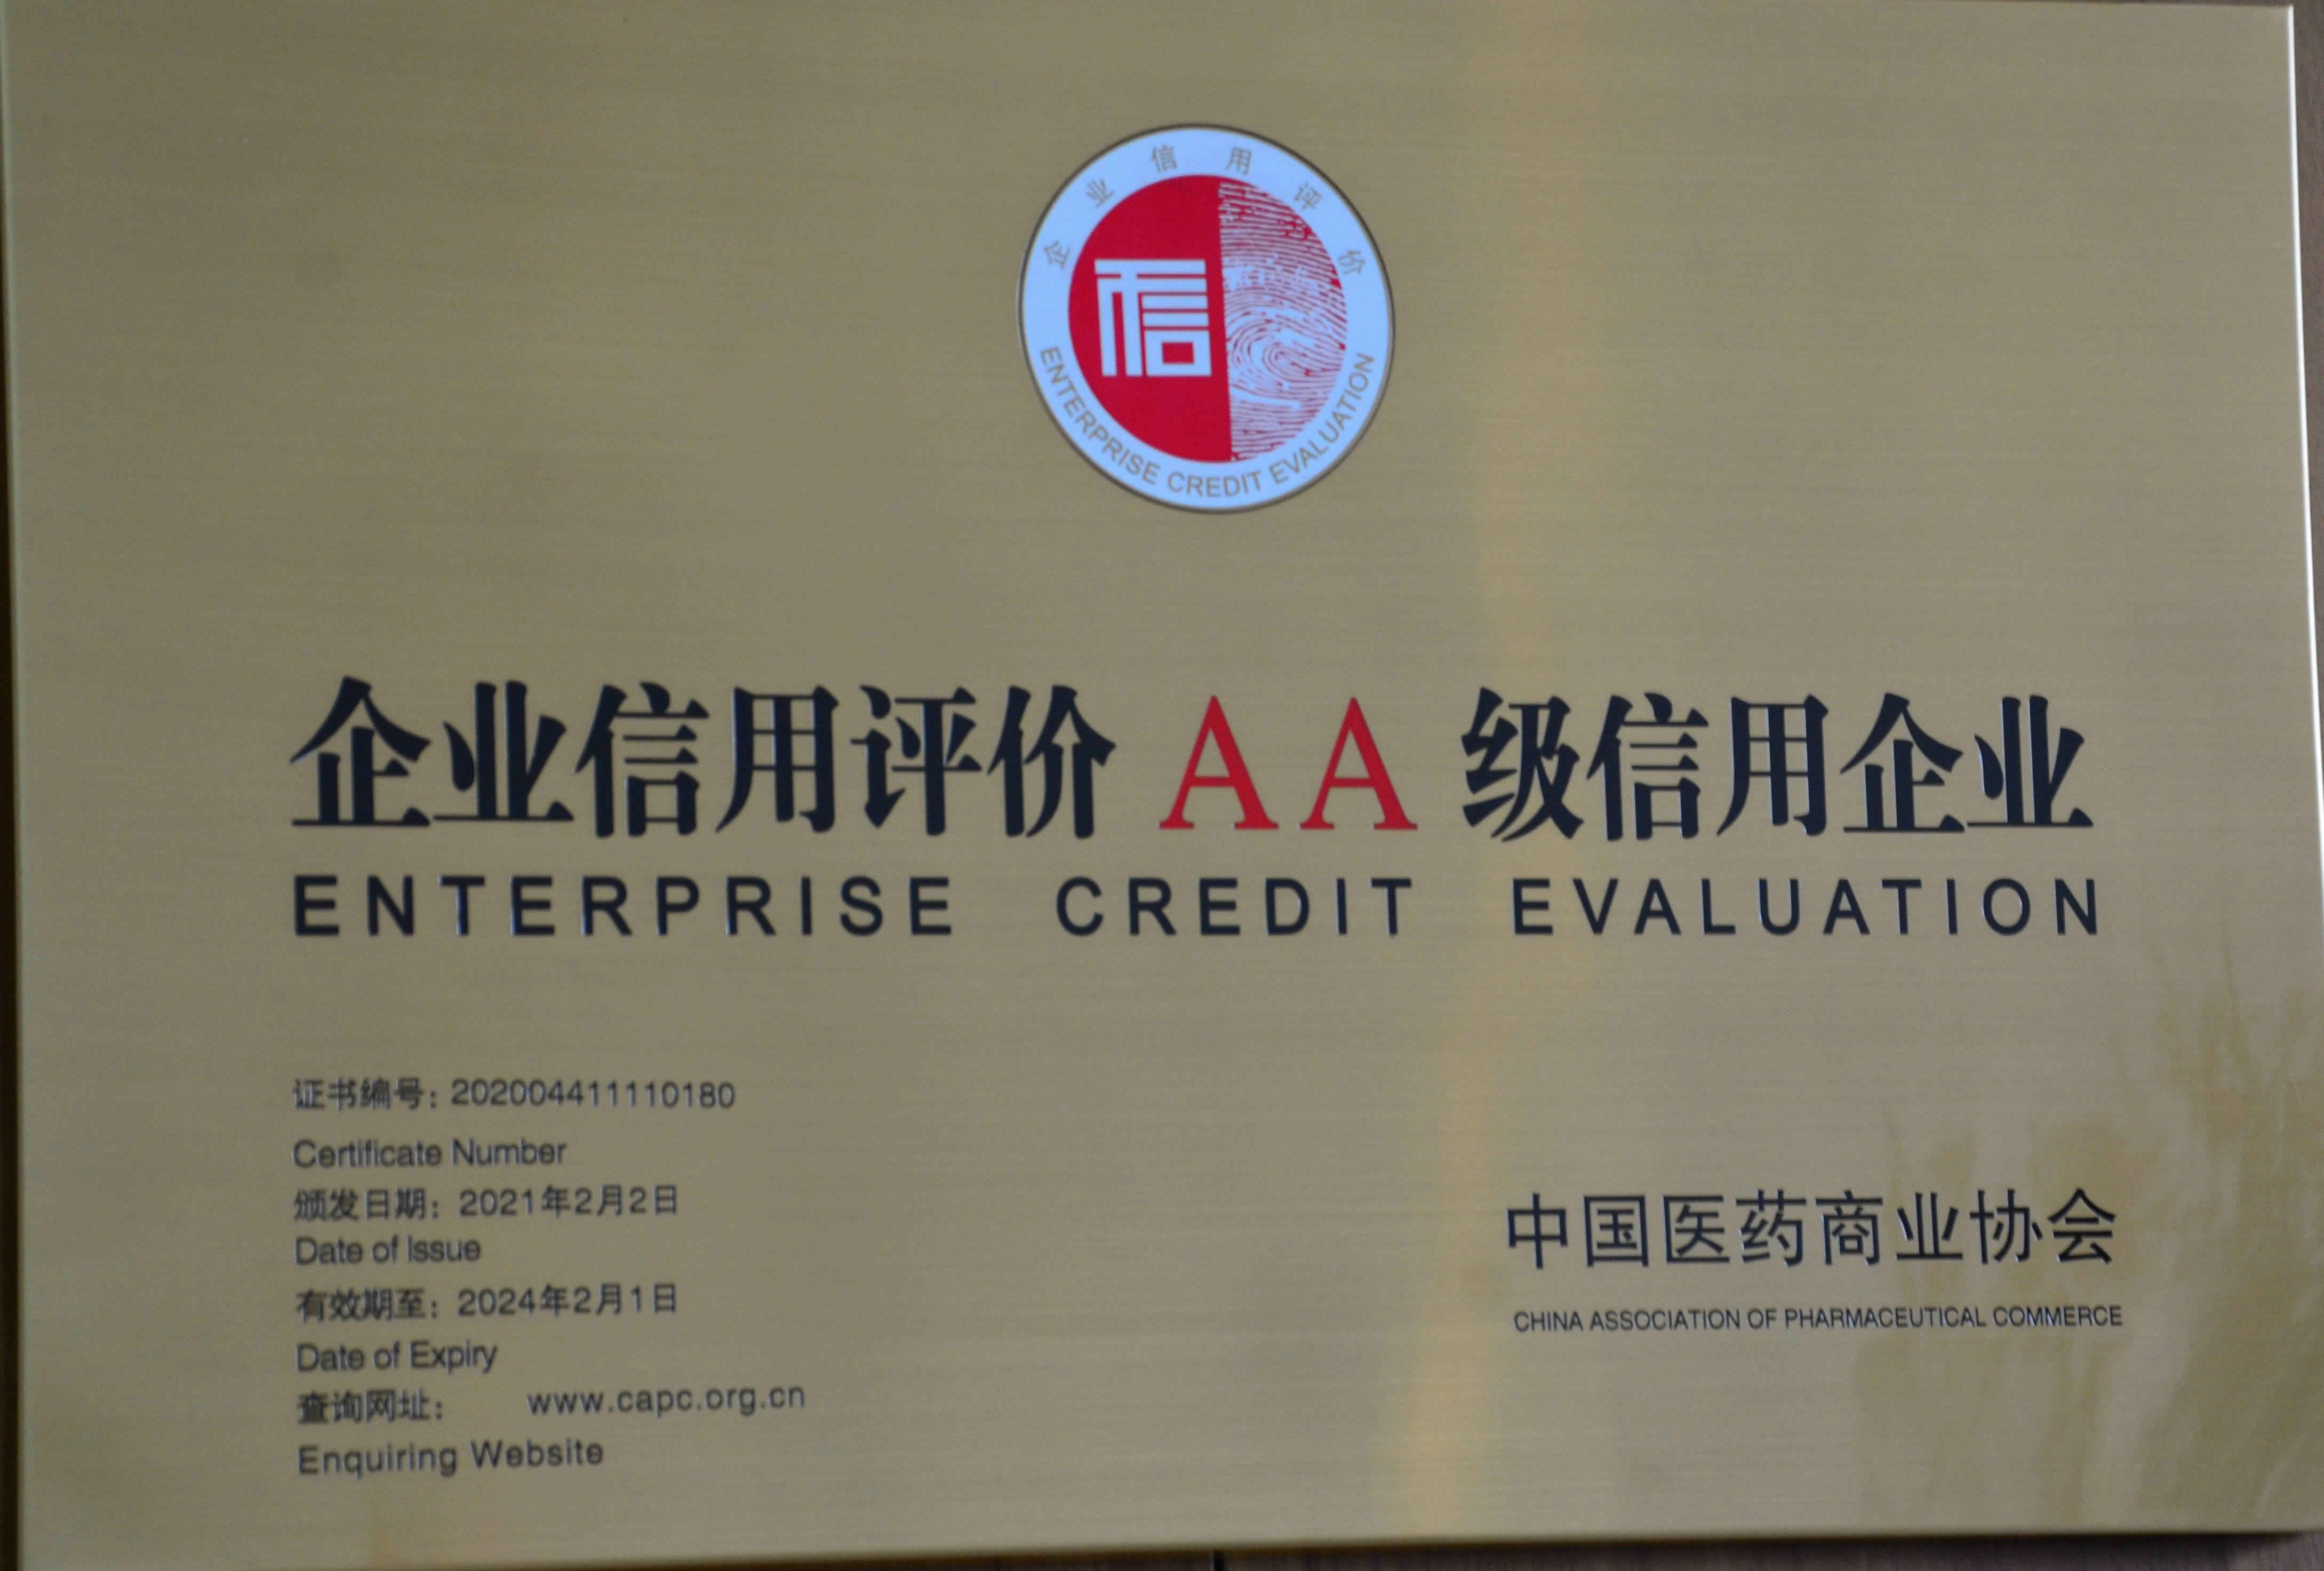 企业信用评价
信
ENTERPRISE CREDIT EVALUATION
企业信用评价AA级信用企业
ENTERPRISE CREDIT EVALUATION
证书编号：202004411110180
Certificate Number
颁发日期：2021年2月2日
Date of Issue
有效期至：2024年2月1日
Date of Expiry
查询网址： www.capc.org.cn
Enquiring Website
中国医药商业协会
CHINA ASSOCIATION OF PHARMACEUTICAL COMMERCE